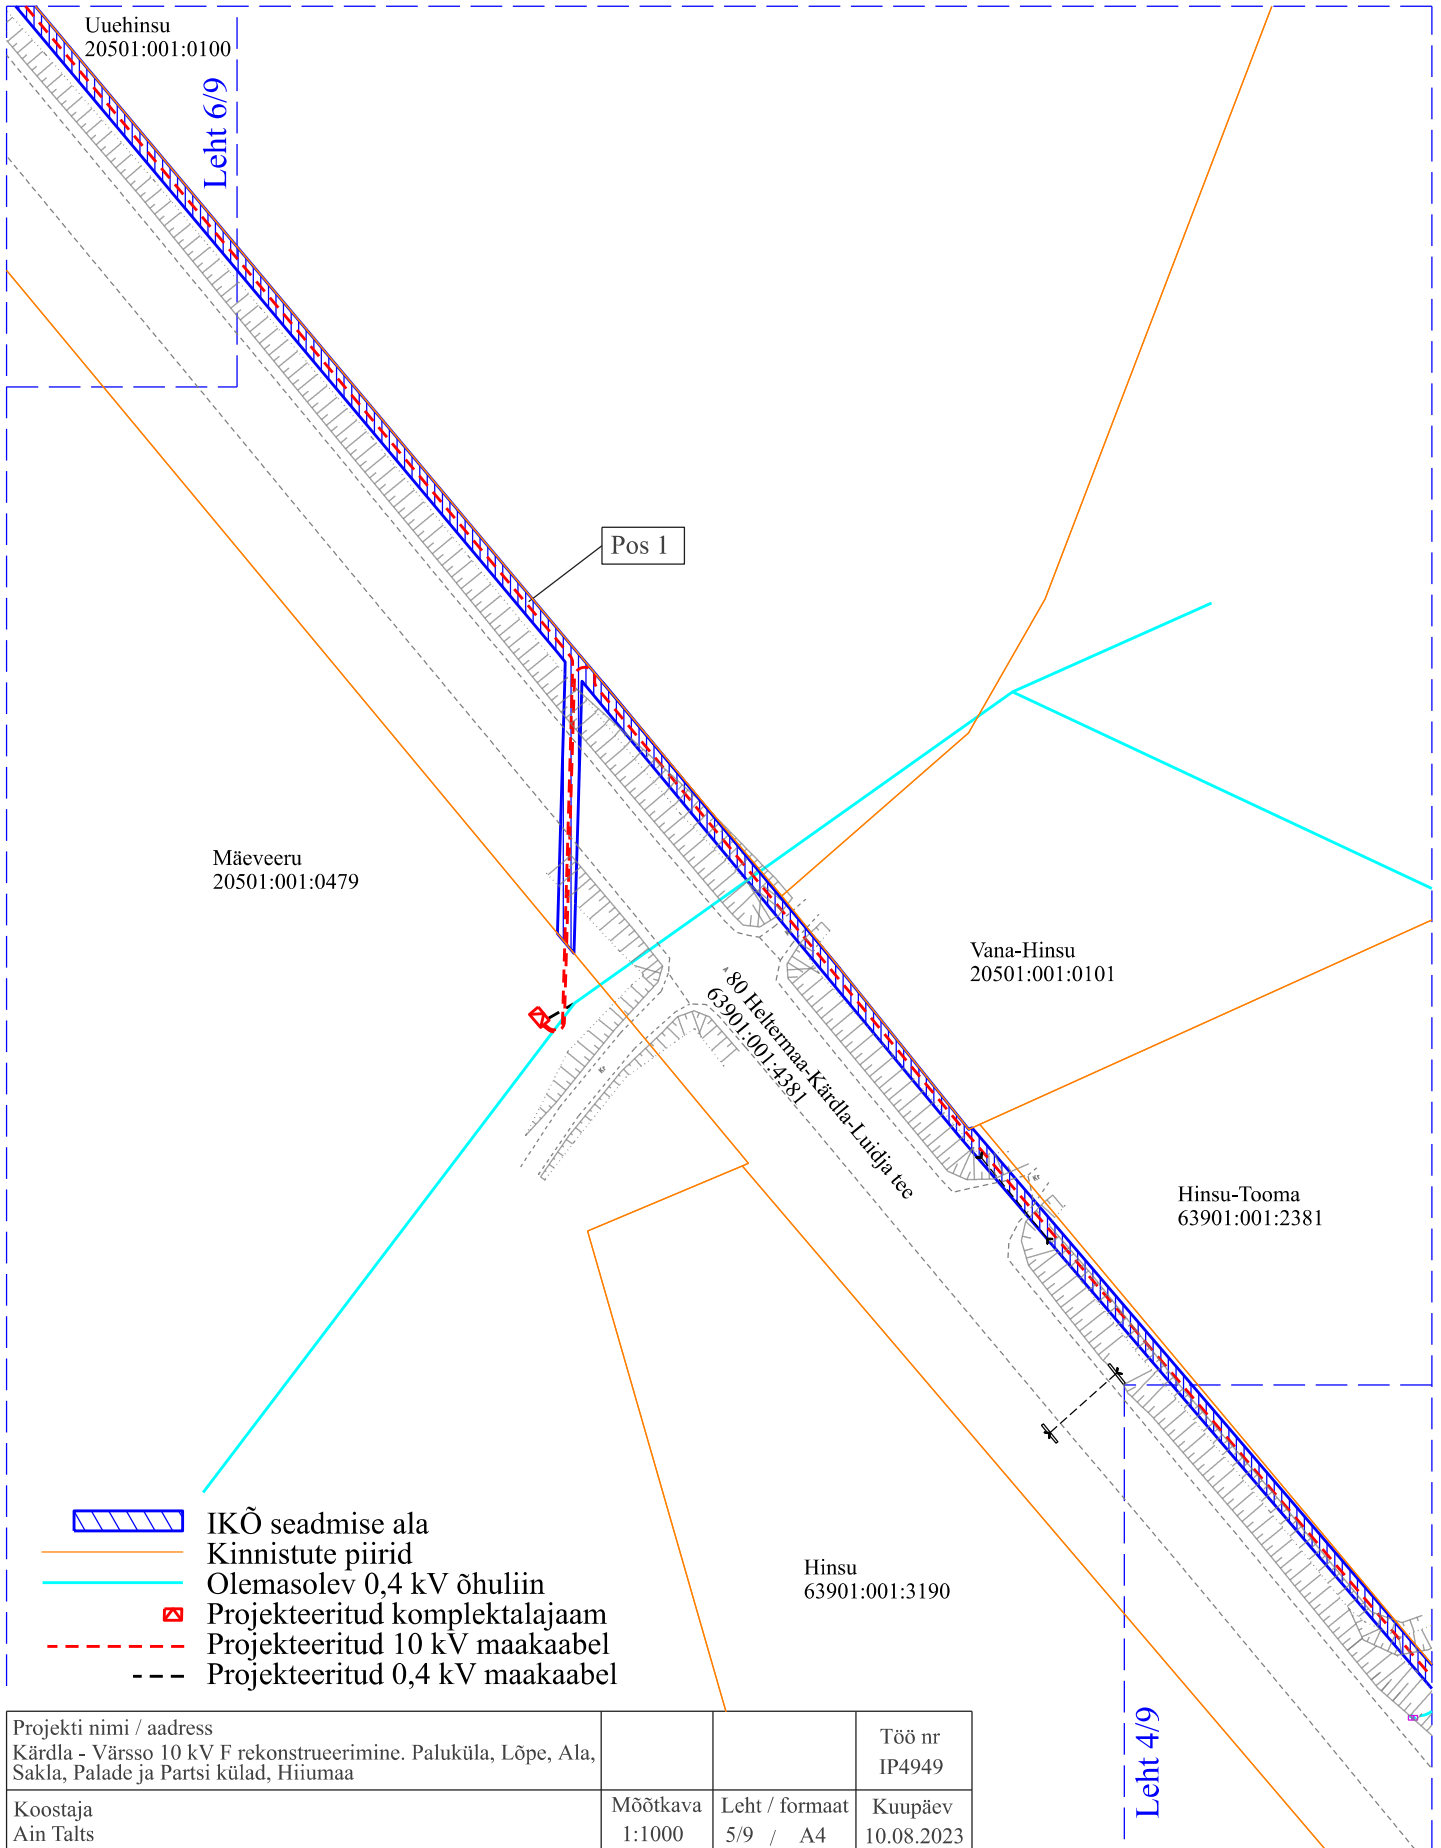 Uuehinsu
20501:001:0100
Leht 6/9
Pos 1
Mäeveeru
20501:001:0479
Vana-Hinsu
20501:001:0101
80 Heltermaa-Kärdla-Luidja tee
63901:001:4381
Hinsu-Tooma
63901:001:2381
Hinsu
63901:001:3190
IKÕ seadmise ala
Kinnistute piirid
Olemasolev 0,4 kV õhuliin
Projekteeritud komplektalajaam
Projekteeritud 10 kV maakaabel
Projekteeritud 0,4 kV maakaabel
Leht 4/9
Projekti nimi / aadress
Kärdla - Värsso 10 kV F rekonstrueerimine. Paluküla, Lõpe, Ala,
Sakla, Palade ja Partsi külad, Hiiumaa
Töö nr
IP4949
Koostaja
Ain Talts
Mõõtkava
1:1000
Leht / formaat
5/9 / A4
Kuupäev
10.08.2023